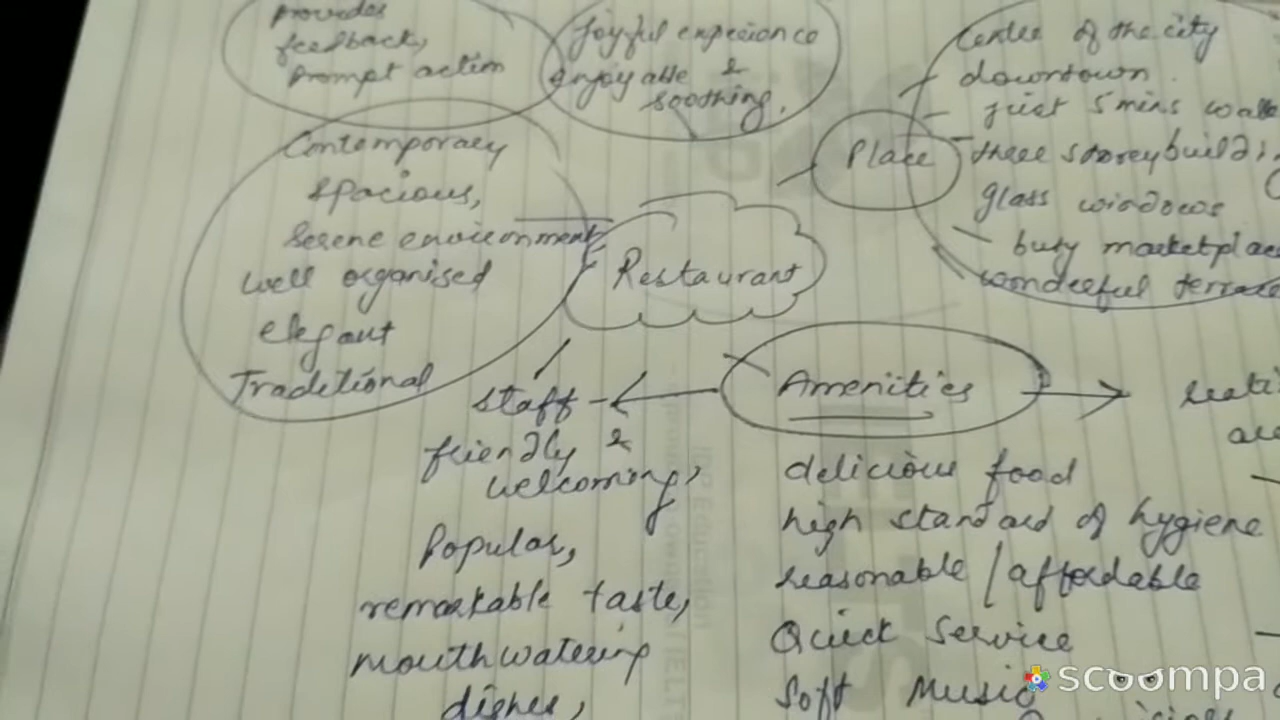 Provides
feedback,
Prompt action
Joyful experience
enjoyable &
soothing.
Contemporary
spacious,
Serene environment
well organised
elegant
Traditional
Restaurant
Place
Centre of the city
downtown.
just 5 mins walk
three storey buildin
glass windows
busy marketplace
wonderful terrace
Amenities
delicious food
high standard of hygiene
reasonable / affordable
Quick Service
Soft Music
staff
friendly &
welcoming,
Popular,
remarkable taste,
mouthwatering
dishes,
seati
scoompa